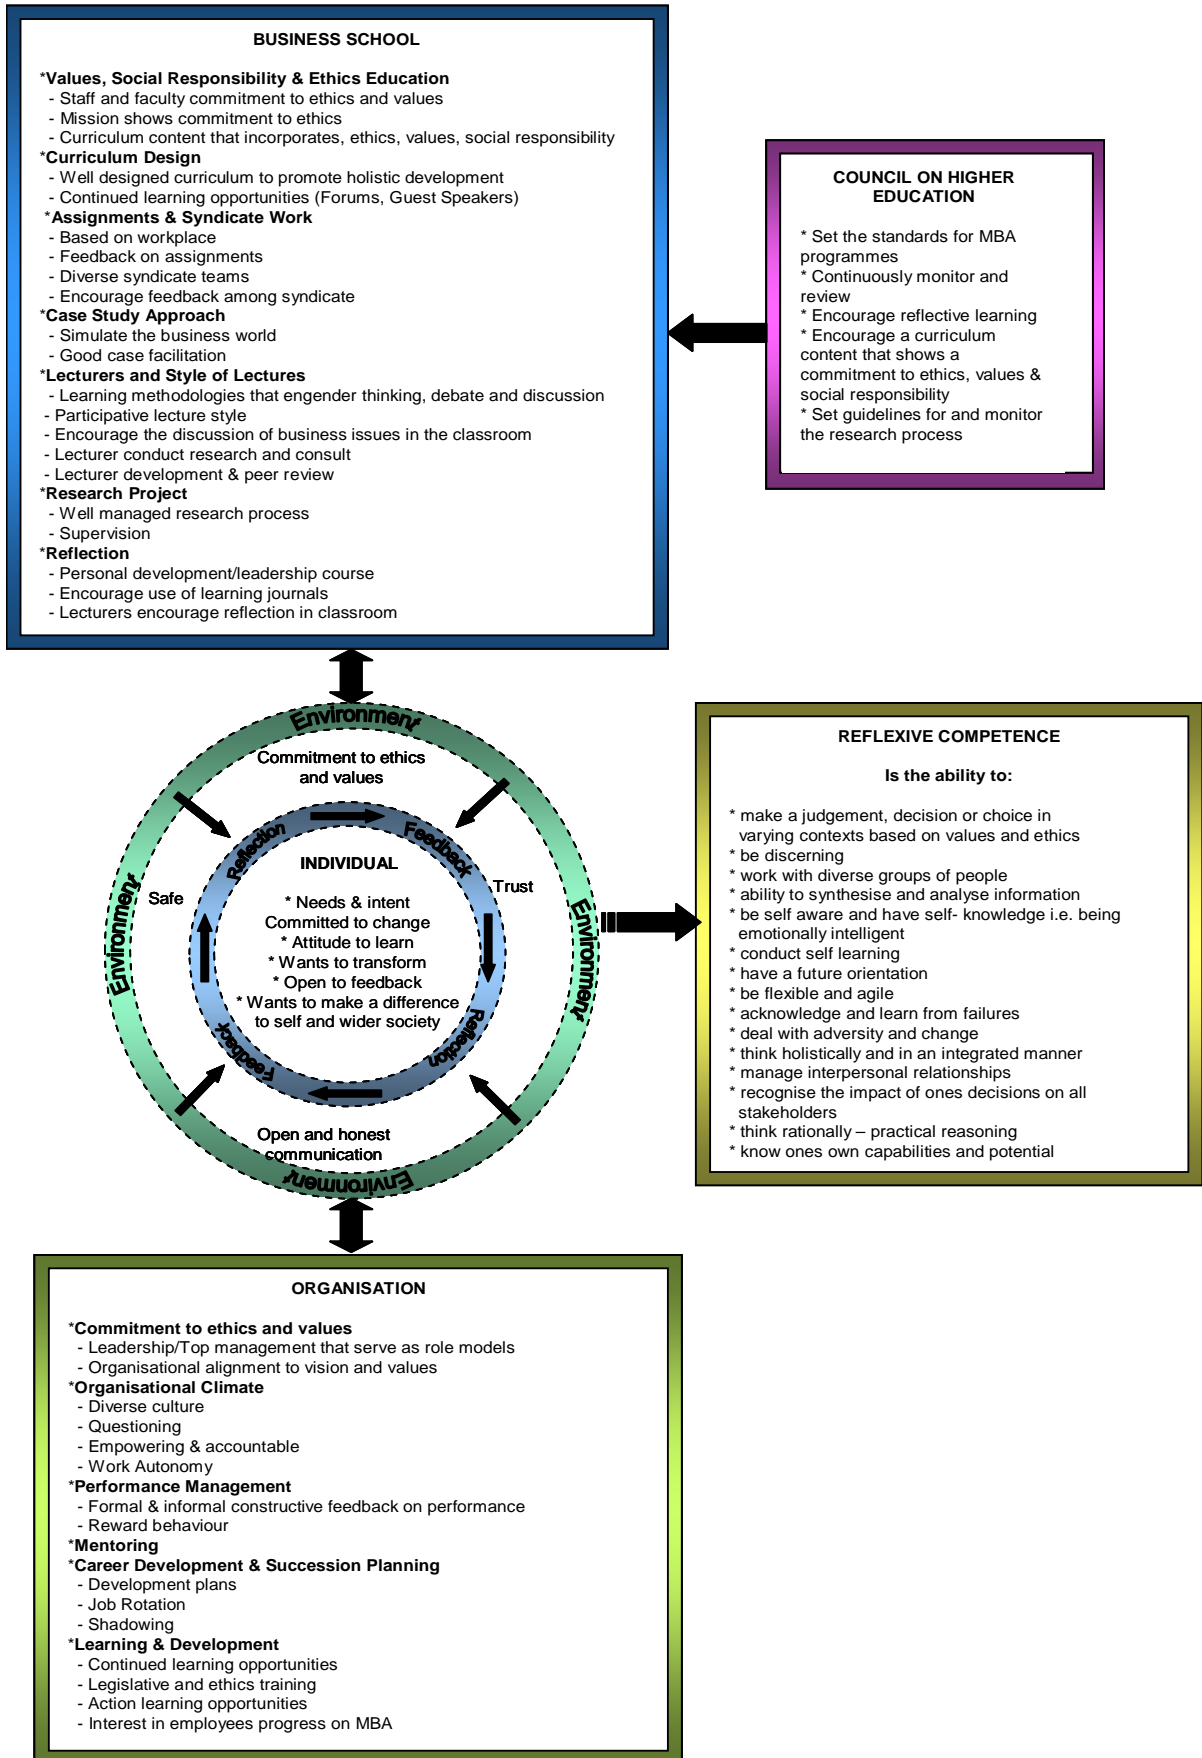 BUSINESS SCHOOL
*Values, Social Responsibility & Ethics Education
- Staff and faculty commitment to ethics and values
- Mission shows commitment to ethics
- Curriculum content that incorporates, ethics, values, social responsibility
*Curriculum Design
- Well designed curriculum to promote holistic development
- Continued learning opportunities (Forums, Guest Speakers)
*Assignments & Syndicate Work
- Based on workplace
- Feedback on assignments
- Diverse syndicate teams
- Encourage feedback among syndicate
*Case Study Approach
- Simulate the business world
- Good case facilitation
*Lecturers and Style of Lectures
- Learning methodologies that engender thinking, debate and discussion
- Participative lecture style
- Encourage the discussion of business issues in the classroom
- Lecturer conduct research and consult
- Lecturer development & peer review
*Research Project
- Well managed research process
- Supervision
*Reflection
- Personal development/leadership course
- Encourage use of learning journals
- Lecturers encourage reflection in classroom
COUNCIL ON HIGHER
EDUCATION
* Set the standards for MBA
programmes
* Continuously monitor and
review
* Encourage reflective learning
* Encourage a curriculum
content that shows a
commitment to ethics, values &
social responsibility
* Set guidelines for and monitor
the research process
Environment
Commitment to ethics
and values
Reflection
Feedback
Environment
Safe
INDIVIDUAL
* Needs & intent
Committed to change
* Attitude to learn
* Wants to transform
* Open to feedback
* Wants to make a difference
to self and wider society
Trust
Environment
Feedback
Reflection
Open and honest
communication
Environment
REFLEXIVE COMPETENCE
Is the ability to:
* make a judgement, decision or choice in
varying contexts based on values and ethics
* be discerning
* work with diverse groups of people
* ability to synthesise and analyse information
* be self aware and have self- knowledge i.e. being
emotionally intelligent
* conduct self learning
* have a future orientation
* be flexible and agile
* acknowledge and learn from failures
* deal with adversity and change
* think holistically and in an integrated manner
* manage interpersonal relationships
* recognise the impact of ones decisions on all
stakeholders
* think rationally – practical reasoning
* know ones own capabilities and potential
ORGANISATION
*Commitment to ethics and values
- Leadership/Top management that serve as role models
- Organisational alignment to vision and values
*Organisational Climate
- Diverse culture
- Questioning
- Empowering & accountable
- Work Autonomy
*Performance Management
- Formal & informal constructive feedback on performance
- Reward behaviour
*Mentoring
*Career Development & Succession Planning
- Development plans
- Job Rotation
- Shadowing
*Learning & Development
- Continued learning opportunities
- Legislative and ethics training
- Action learning opportunities
- Interest in employees progress on MBA